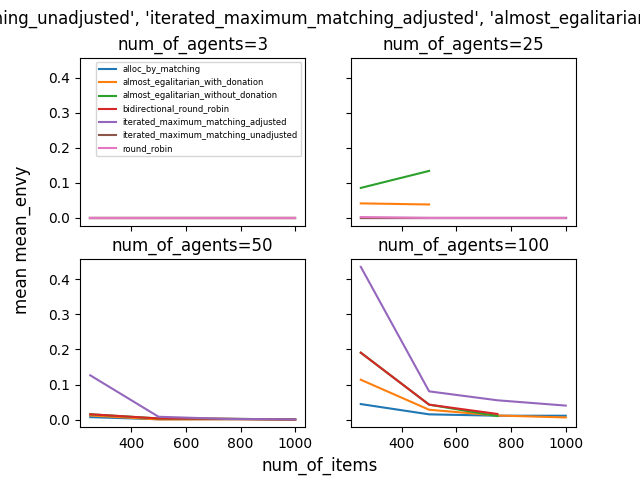 ning_unadjusted', 'iterated_maximum_matching_adjusted', 'almost_egalitarian
num_of_agents=3
num_of_agents=25
0.4
0.3
0.2
0.1
0.0
alloc_by_matching
almost_egalitarian_with_donation
almost_egalitarian_without_donation
bidirectional_round_robin
iterated_maximum_matching_adjusted
iterated_maximum_matching_unadjusted
round_robin
mean mean_envy
num_of_agents=50
num_of_agents=100
0.4
0.3
0.2
0.1
0.0
400 600 800 1000
400 600 800 1000
num_of_items